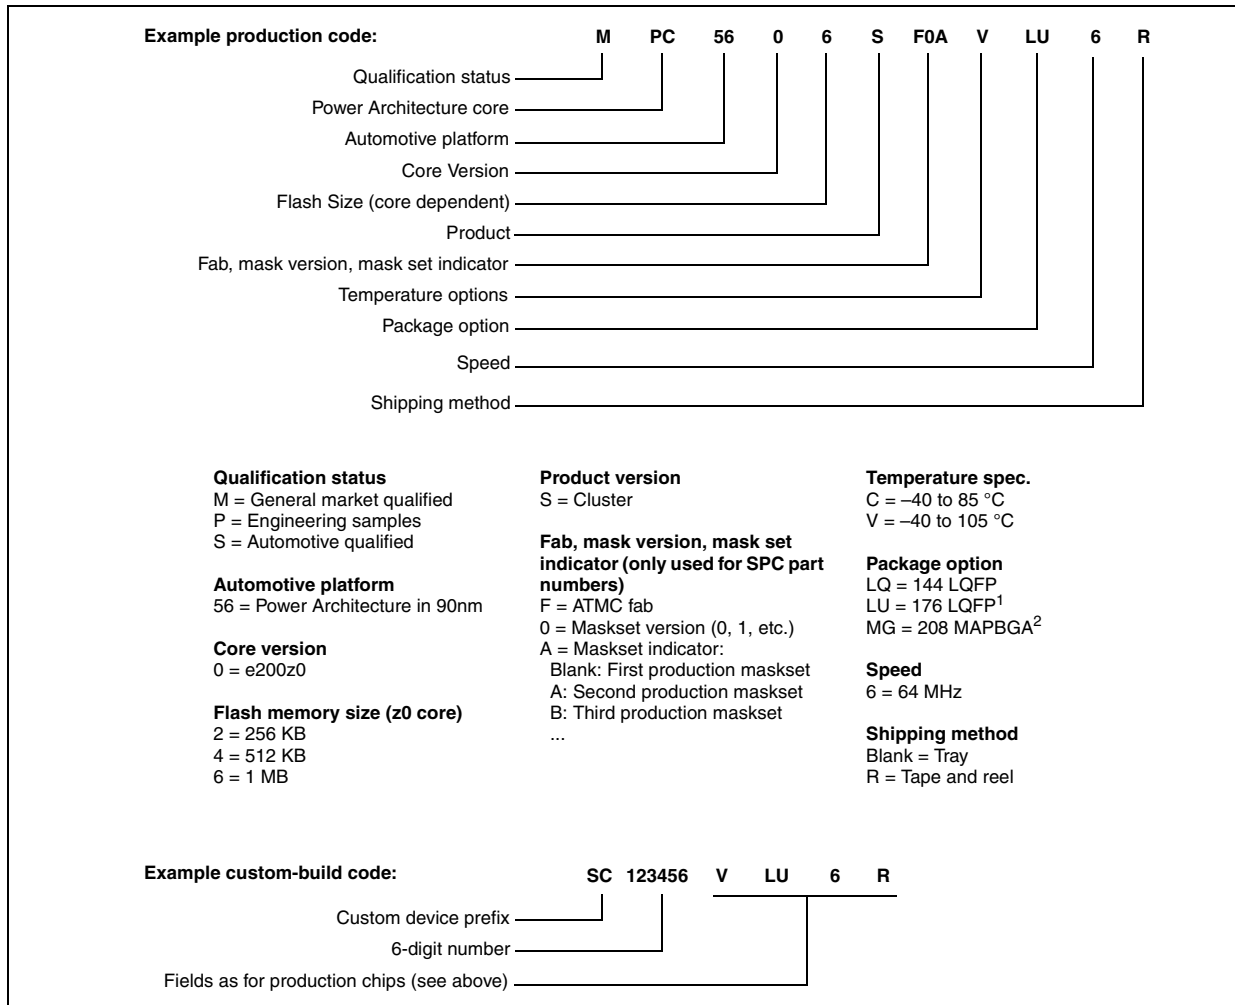 Example production code: M PC 56 0 6 S F0A V LU 6 R
Qualification status
Power Architecture core
Automotive platform
Core Version
Flash Size (core dependent)
Product
Fab, mask version, mask set indicator
Temperature options
Package option
Speed
Shipping method
Qualification status
M = General market qualified
P = Engineering samples
S = Automotive qualified
Automotive platform
56 = Power Architecture in 90nm
Core version
0 = e200z0
Flash memory size (z0 core)
2 = 256 KB
4 = 512 KB
6 = 1 MB
Product version
S = Cluster
Fab, mask version, mask set
indicator (only used for SPC part
numbers)
F = ATMC fab
0 = Maskset version (0, 1, etc.)
A = Maskset indicator:
Blank: First production maskset
A: Second production maskset
B: Third production maskset
...
Temperature spec.
C = –40 to 85 °C
V = –40 to 105 °C
Package option
LQ = 144 LQFP
LU = 176 LQFP1
MG = 208 MAPBGA2
Speed
6 = 64 MHz
Shipping method
Blank = Tray
R = Tape and reel
Example custom-build code: SC 123456 V LU 6 R
Custom device prefix
6-digit number
Fields as for production chips (see above)